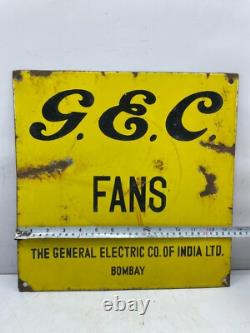 G.E.C.
FANS
THE GENERAL ELECTRIC CO. OF INDIA LTD.
BOMBAY